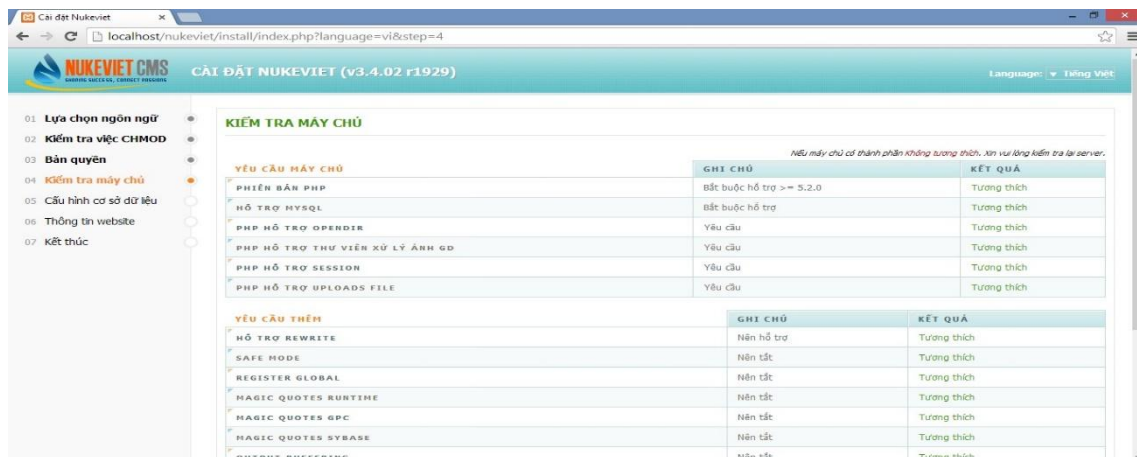 Cài đặt Nukeviet
localhost/nukeviet/install/index.php?language=vi&step=4
NUKEVIET CMS
CÀI ĐẶT NUKEVIET (v3.4.02 r1929)
Language: Tiếng Việt
01 Lựa chọn ngôn ngữ
02 Kiểm tra việc CHMOD
03 Bản quyền
04 Kiểm tra máy chủ
05 Cấu hình cơ sở dữ liệu
06 Thông tin website
07 Kết thúc
KIỂM TRA MÁY CHỦ
Nếu máy chủ có thành phần Không tương thích. Xin vui lòng kiểm tra lại server.
YÊU CẦU MÁY CHỦ GHI CHÚ KẾT QUẢ
PHIÊN BẢN PHP Bắt buộc hỗ trợ >= 5.2.0 Tương thích
HỖ TRỢ MYSQL Bắt buộc hỗ trợ Tương thích
PHP HỖ TRỢ OPENDIR Yêu cầu Tương thích
PHP HỖ TRỢ THƯ VIỆN XỬ LÝ ẢNH GD Yêu cầu Tương thích
PHP HỖ TRỢ SESSION Yêu cầu Tương thích
PHP HỖ TRỢ UPLOADS FILE Yêu cầu Tương thích
YÊU CẦU THÊM GHI CHÚ KẾT QUẢ
HỖ TRỢ REWRITE Nên hỗ trợ Tương thích
SAFE MODE Nên tắt Tương thích
REGISTER GLOBAL Nên tắt Tương thích
MAGIC QUOTES RUNTIME Nên tắt Tương thích
MAGIC QUOTES GPC Nên tắt Tương thích
MAGIC QUOTES SYBASE Nên tắt Tương thích
OUTPUT BUFFERING Nên tắt Tương thích